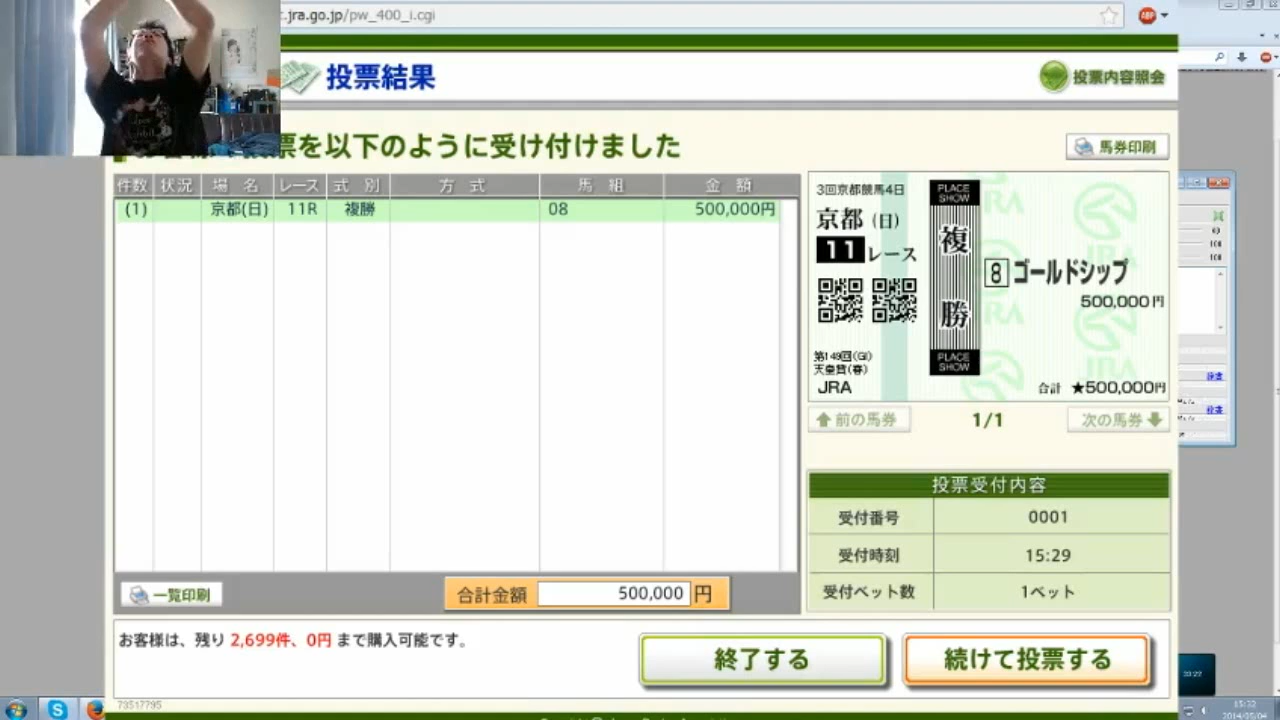 .jra.go.jp/pw_400_i.cgi
ABP
投票結果
投票内容照会
票を以下のように受け付けました
馬券印刷
件数 状況 場 名 レース 式 別 方 式 馬 組 金 額
(1) 京都(日) 11R 複勝 08 500,000円
3回京都競馬4日
京都(日)
11レース
PLACE
SHOW
複勝
PLACE
SHOW
8 ゴールドシップ
500,000円
第149回(GI)
天皇賞(春)
JRA
合計 ★500,000円
前の馬券 1/1 次の馬券
投票受付内容
受付番号 0001
受付時刻 15:29
受付ベット数 1ベット
一覧印刷
合計金額 500,000 円
お客様は、残り 2,699件、0円 まで購入可能です。
終了する
続けて投票する
73517795
15:32
2014/05/04